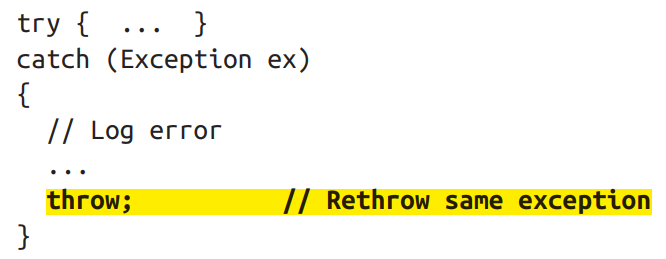 try {  ...  }
catch (Exception ex)
{
  // Log error
  ...
  throw;          // Rethrow same exception
}